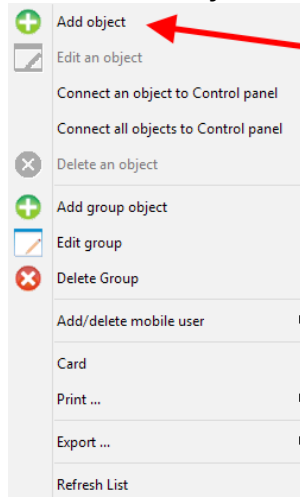 Add object
Edit an object
Connect an object to Control panel
Connect all objects to Control panel
Delete an object
Add group object
Edit group
Delete Group
Add/delete mobile user
Card
Print ...
Export ...
Refresh List